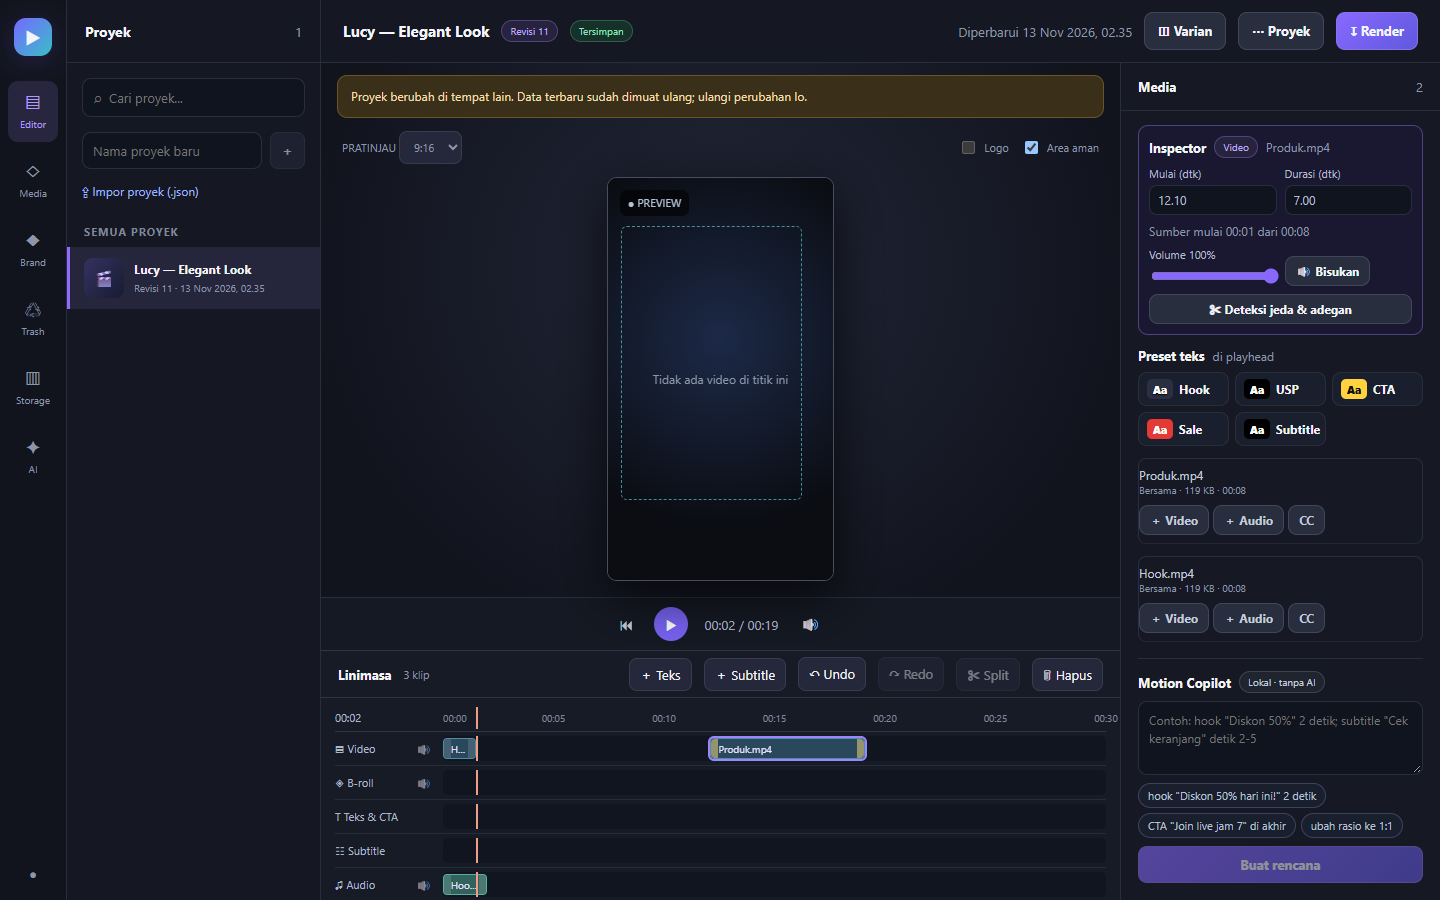 Editor
Media
Brand
Trash
Storage
AI
Proyek 1
Cari proyek...
Nama proyek baru +
Impor proyek (.json)
SEMUA PROYEK
Lucy — Elegant Look
Revisi 11 · 13 Nov 2026, 02.35
Lucy — Elegant Look Revisi 11 Tersimpan Diperbarui 13 Nov 2026, 02.35 Varian ··· Proyek Render
Proyek berubah di tempat lain. Data terbaru sudah dimuat ulang; ulangi perubahan lo.
PRATINJAU 9:16 Logo Area aman
● PREVIEW
Tidak ada video di titik ini
00:02 / 00:19
Linimasa 3 klip + Teks + Subtitle Undo Redo Split Hapus
00:02 00:00 00:05 00:10 00:15 00:20 00:25 00:30
Video H... Produk.mp4
B-roll
T Teks & CTA
Subtitle
Audio Hoo...
Media 2
Inspector Video Produk.mp4
Mulai (dtk) Durasi (dtk)
12.10 7.00
Sumber mulai 00:01 dari 00:08
Volume 100%
Bisukan
Deteksi jeda & adegan
Preset teks di playhead
Aa Hook Aa USP Aa CTA
Aa Sale Aa Subtitle
Produk.mp4
Bersama · 119 KB · 00:08
+ Video + Audio CC
Hook.mp4
Bersama · 119 KB · 00:08
+ Video + Audio CC
Motion Copilot Lokal · tanpa AI
Contoh: hook "Diskon 50%" 2 detik; subtitle "Cek
keranjang" detik 2-5
hook "Diskon 50% hari ini!" 2 detik
CTA "Join live jam 7" di akhir ubah rasio ke 1:1
Buat rencana